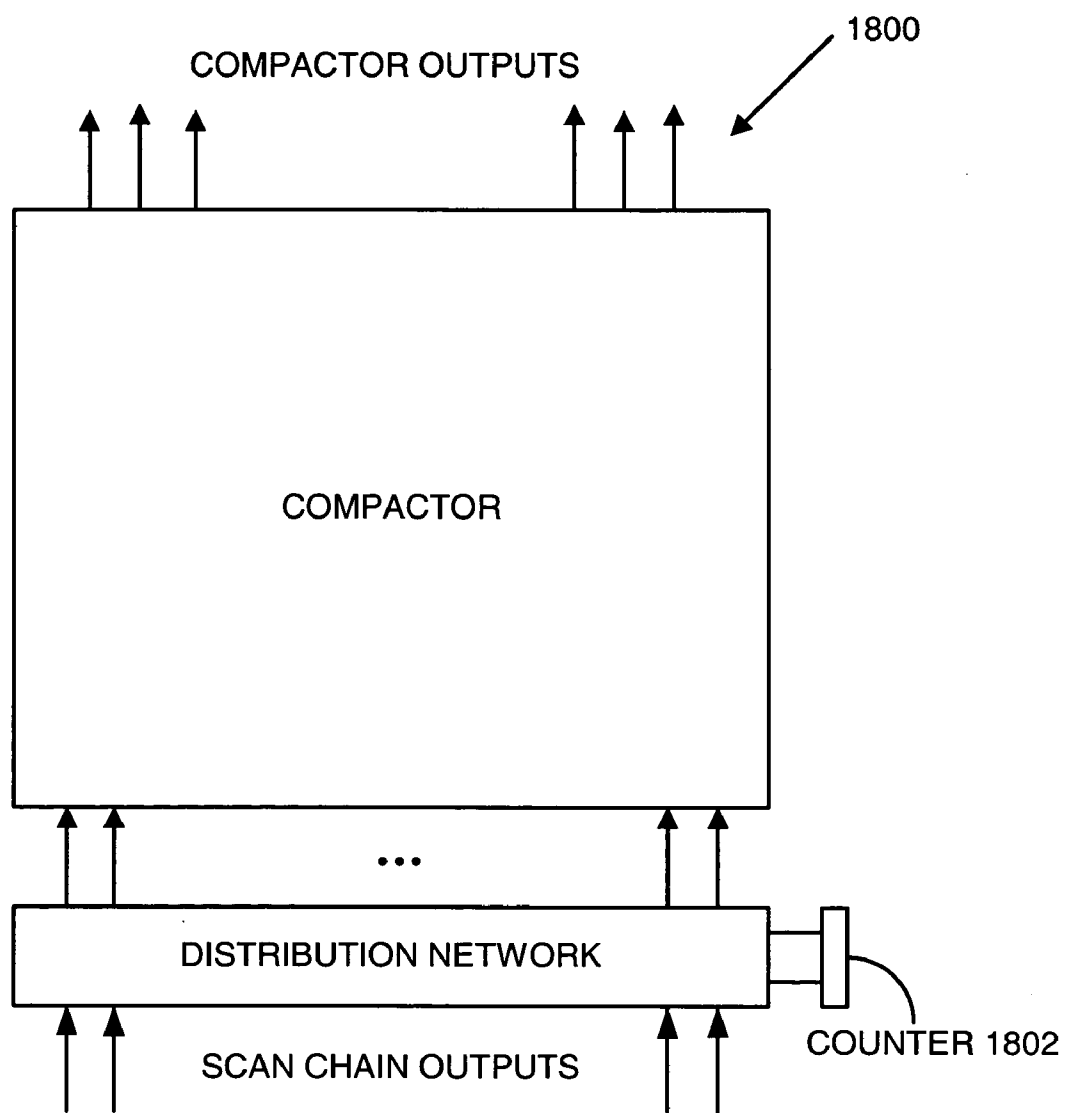 1800
COMPACTOR OUTPUTS
COMPACTOR
...
DISTRIBUTION NETWORK
COUNTER 1802
SCAN CHAIN OUTPUTS